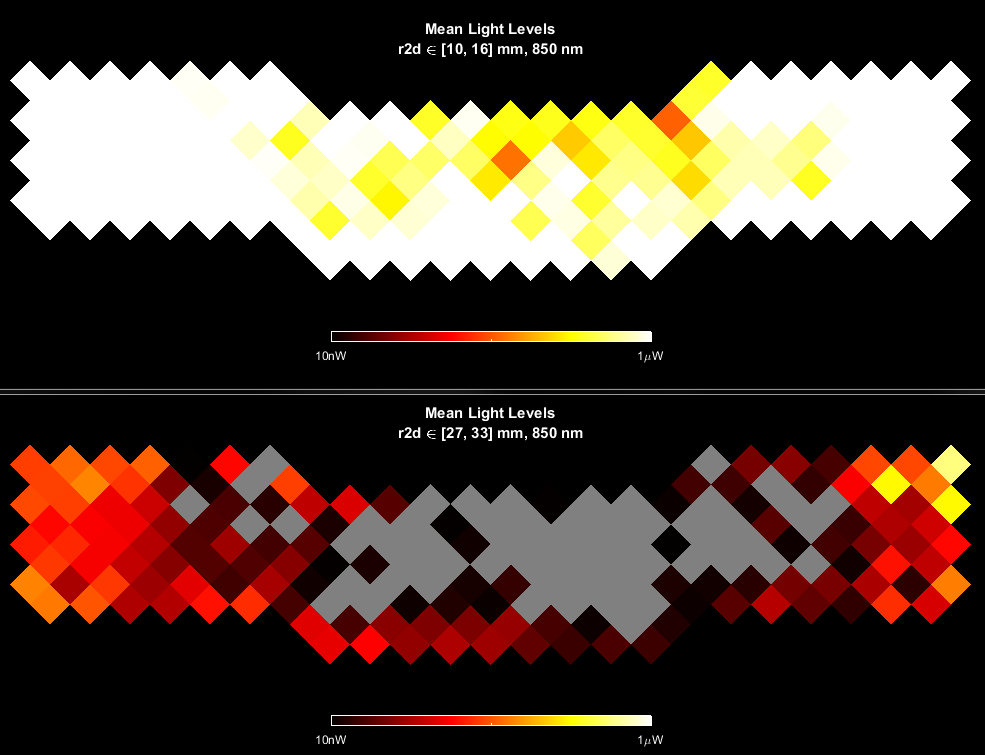 Mean Light Levels
r2d ∈ [10, 16] mm, 850 nm
10nW 1μW
Mean Light Levels
r2d ∈ [27, 33] mm, 850 nm
10nW 1μW